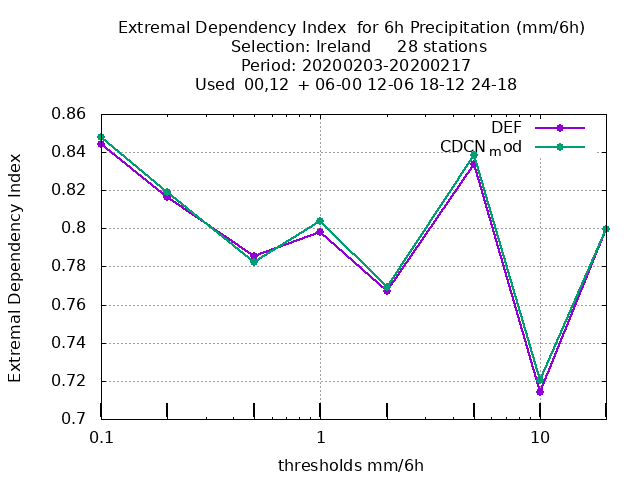 Extremal Dependency Index  for 6h Precipitation (mm/6h)
Selection: Ireland     28 stations
Period: 20200203-20200217
Used  00,12  + 06-00 12-06 18-12 24-18
DEF
CDCN_mod
Extremal Dependency Index
0.86
0.84
0.82
0.8
0.78
0.76
0.74
0.72
0.7
0.1
1
10
thresholds mm/6h